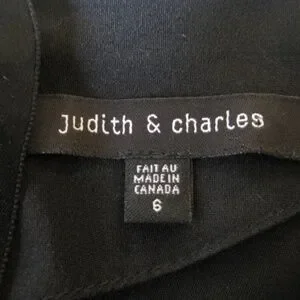 Judith & charles
FAIT AU
MADE IN
CANADA
6